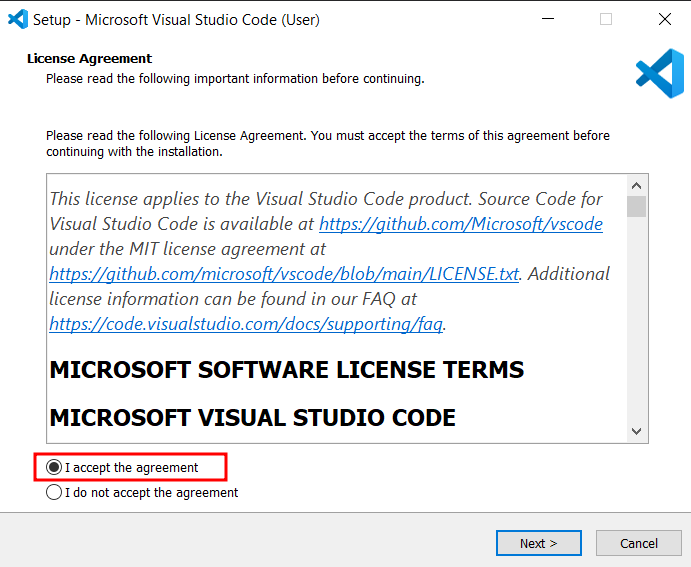 Setup - Microsoft Visual Studio Code (User)
License Agreement
Please read the following important information before continuing.
Please read the following License Agreement. You must accept the terms of this agreement before
continuing with the installation.
This license applies to the Visual Studio Code product. Source Code for
Visual Studio Code is available at https://github.com/Microsoft/vscode
under the MIT license agreement at
https://github.com/microsoft/vscode/blob/main/LICENSE.txt. Additional
license information can be found in our FAQ at
https://code.visualstudio.com/docs/supporting/faq.
MICROSOFT SOFTWARE LICENSE TERMS
MICROSOFT VISUAL STUDIO CODE
I accept the agreement
I do not accept the agreement
Next >
Cancel